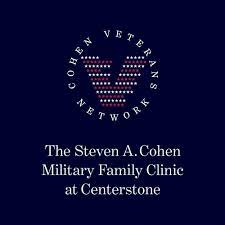 COHEN VETERANS NETWORK
The Steven A. Cohen
Military Family Clinic
at Centerstone